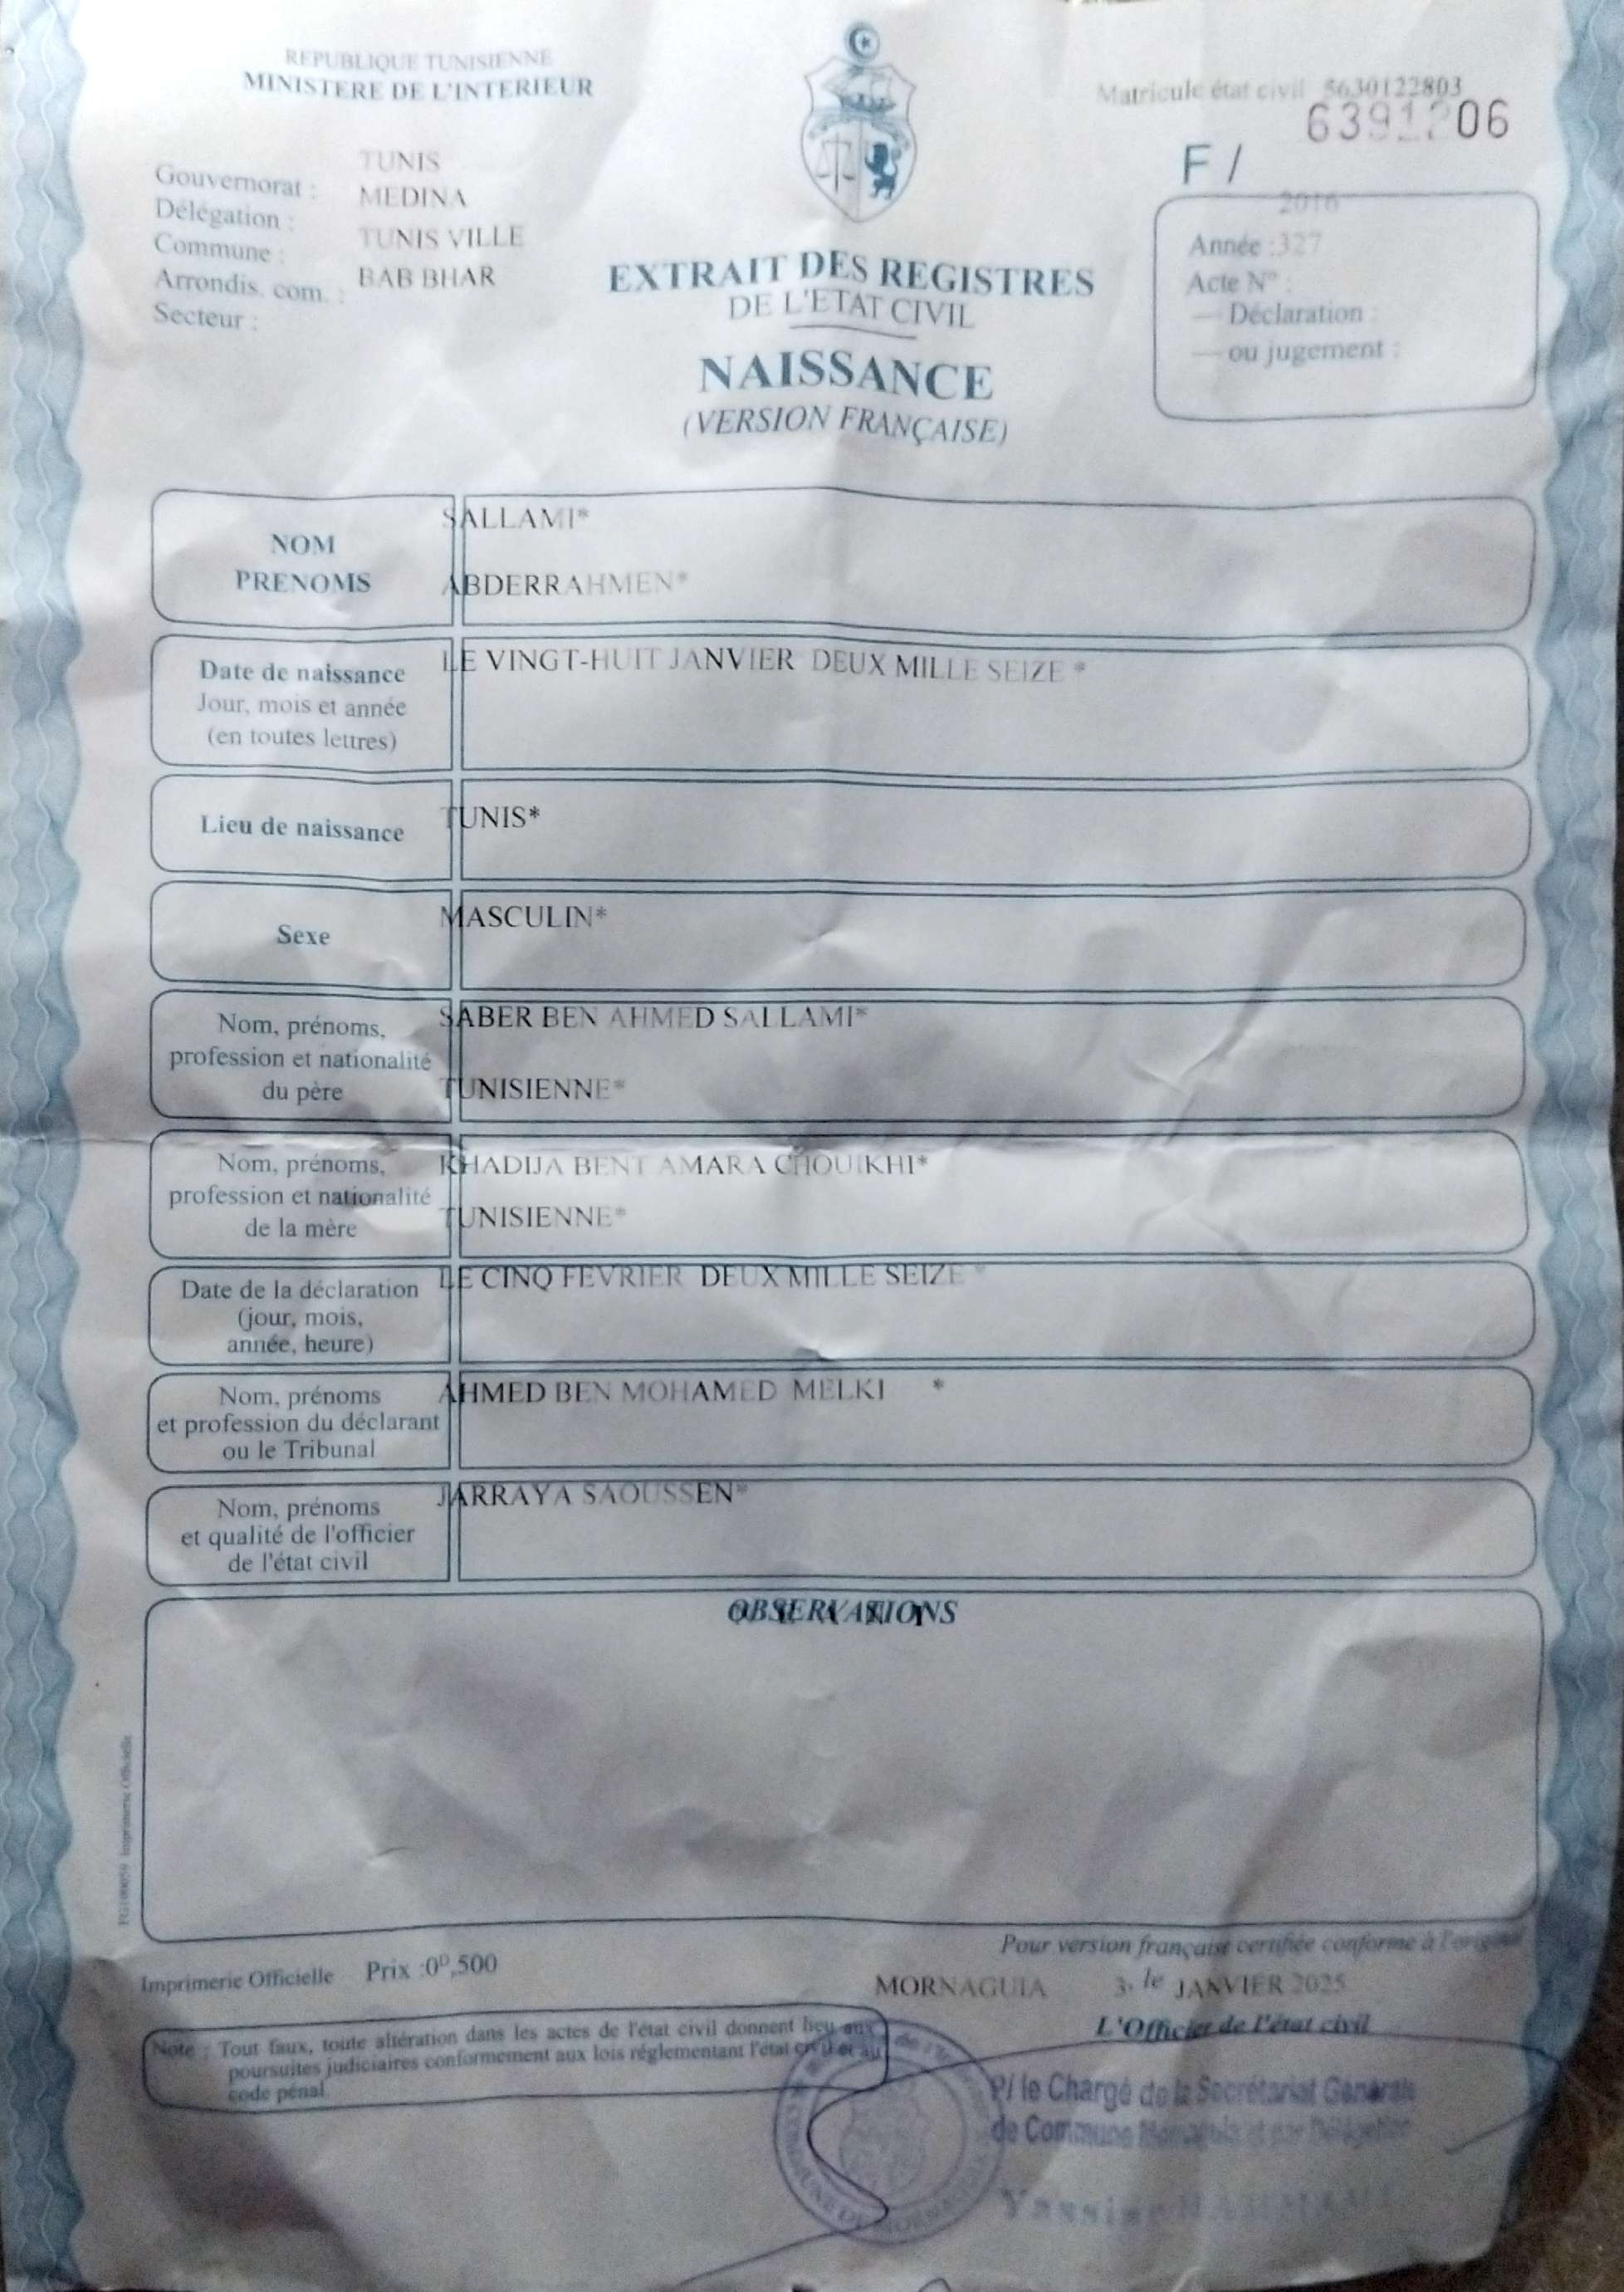 REPUBLIQUE TUNISIENNE
MINISTERE DE L'INTERIEUR
Matricule état civil 5630122803
F /
Gouvernorat : TUNIS
Délégation : MEDINA
Commune : TUNIS VILLE
Arrondis. com. : BAB BHAR
Secteur :
2016
Année :327
Acte N° :
— Déclaration :
— ou jugement :
EXTRAIT DES REGISTRES
DE L'ETAT CIVIL
NAISSANCE
(VERSION FRANÇAISE)
NOM SALLAMI*
PRENOMS ABDERRAHMEN*
Date de naissance LE VINGT-HUIT JANVIER DEUX MILLE SEIZE *
Jour, mois et année
(en toutes lettres)
Lieu de naissance TUNIS*
Sexe MASCULIN*
Nom, prénoms, SABER BEN AHMED SALLAMI*
profession et nationalité
du père TUNISIENNE*
Nom, prénoms, KHADIJA BENT AMARA CHOUIKHI*
profession et nationalité
de la mère TUNISIENNE*
Date de la déclaration LE CINQ FEVRIER DEUX MILLE SEIZE *
(jour, mois,
année, heure)
Nom, prénoms AHMED BEN MOHAMED MELKI *
et profession du déclarant
ou le Tribunal
Nom, prénoms JARRAYA SAOUSSEN*
et qualité de l'officier
de l'état civil
OBSERVATIONS
Imprimerie Officielle Prix :0ᴰ,500
Pour version française certifiée conforme à l'original
MORNAGUIA 3, le JANVIER 2025
L'Officier de l'état civil
Note : Tout faux, toute altération dans les actes de l'état civil donnent lieu aux
poursuites judiciaires conformement aux lois réglementant l'état civil et au
code pénal
P/ le Chargé de la Secrétariat Générale
de Commune Mornaguia et par Délégation